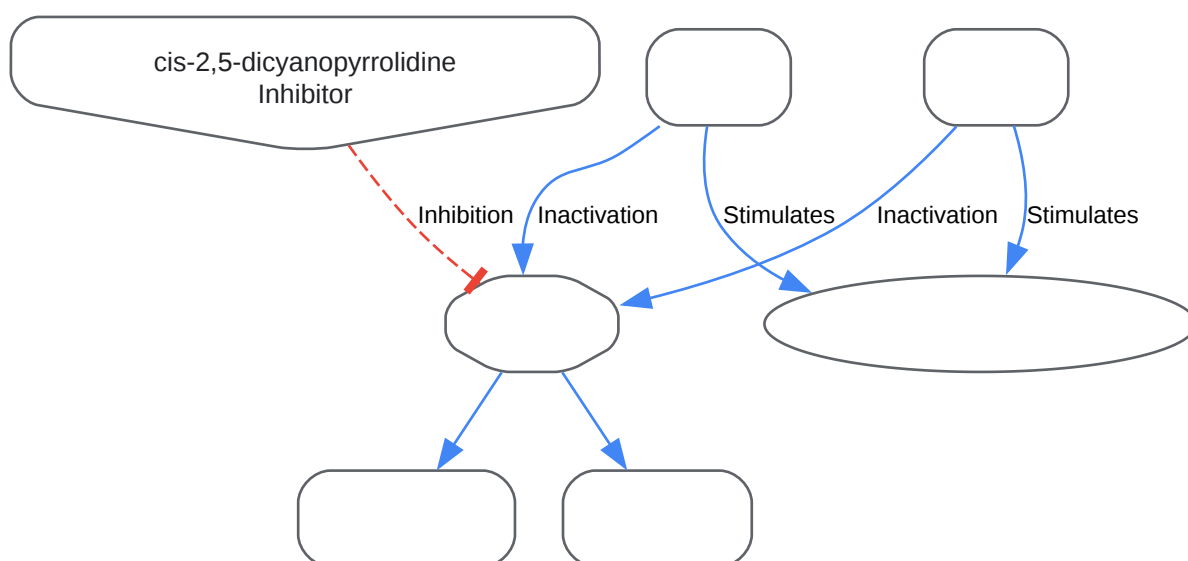 cis-2,5-dicyanopyrrolidine
Inhibitor
Inhibition
Inactivation
Stimulates
Inactivation
Stimulates